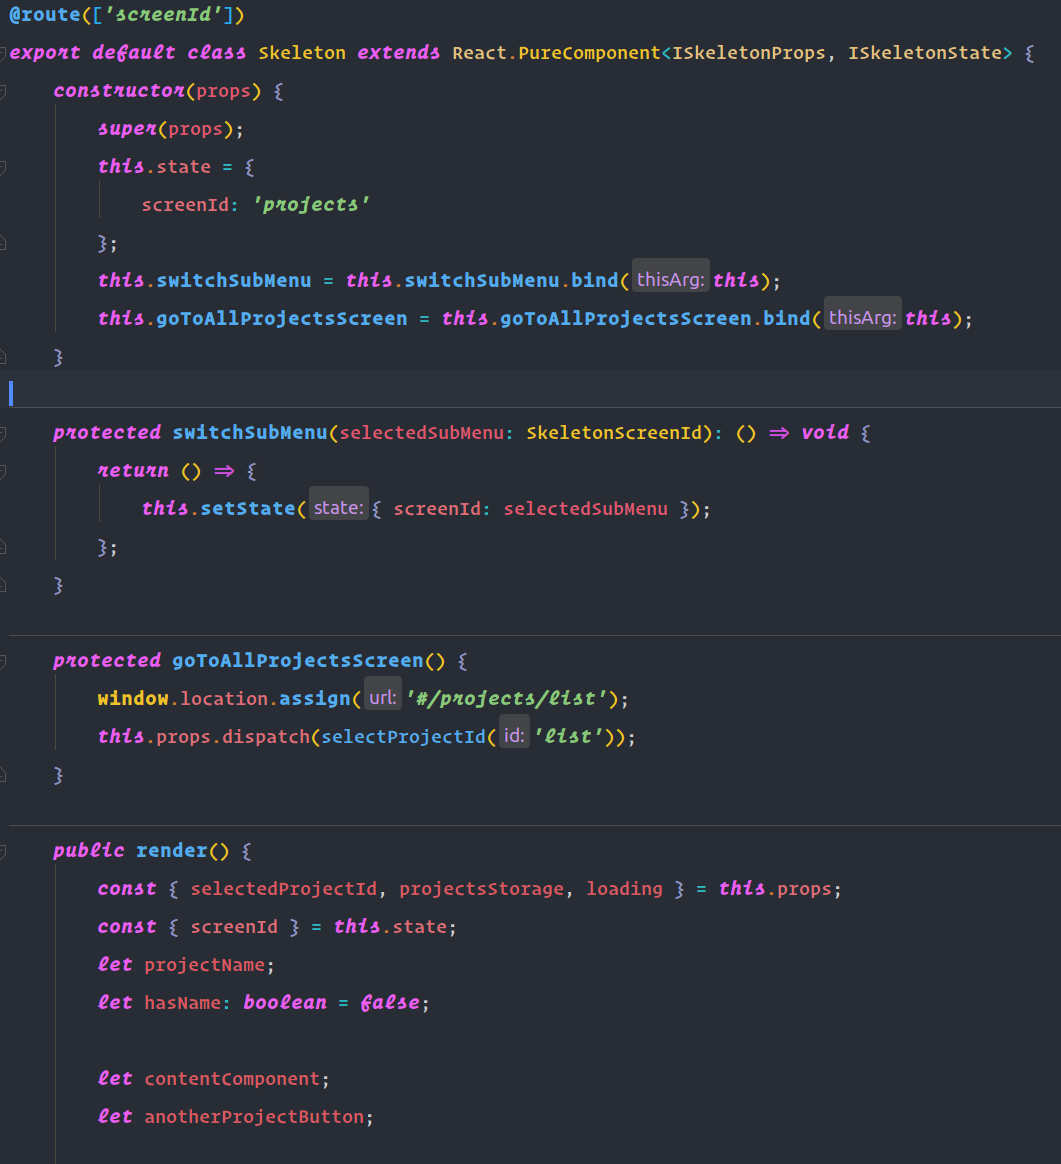 @route(['screenId'])
export default class Skeleton extends React.PureComponent<ISkeletonProps, ISkeletonState> {
constructor(props) {
super(props);
this.state = {
screenId: 'projects'
};
this.switchSubMenu = this.switchSubMenu.bind( thisArg: this);
this.goToAllProjectsScreen = this.goToAllProjectsScreen.bind( thisArg: this);
}
protected switchSubMenu(selectedSubMenu: SkeletonScreenId): () => void {
return () => {
this.setState( state: { screenId: selectedSubMenu });
};
}
protected goToAllProjectsScreen() {
window.location.assign( url: '#/projects/list');
this.props.dispatch(selectProjectId( id: 'list'));
}
public render() {
const { selectedProjectId, projectsStorage, loading } = this.props;
const { screenId } = this.state;
let projectName;
let hasName: boolean = false;
let contentComponent;
let anotherProjectButton;